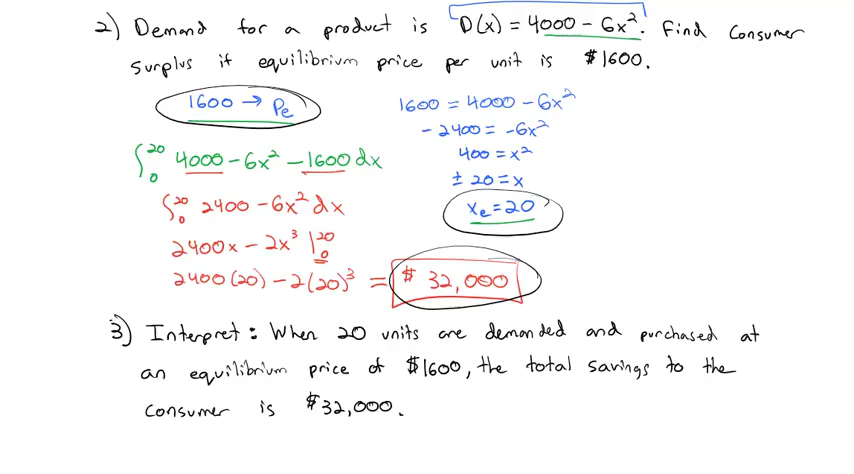 2) Demand for a product is D(x) = 4000 - 6x². Find Consumer
surplus if equilibrium price per unit is $1600.
1600 → Pe
1600 = 4000 - 6x²
-2400 = -6x²
400 = x²
± 20 = x
xe = 20
∫₀²⁰ 4000 - 6x² - 1600 dx
∫₀²⁰ 2400 - 6x² dx
2400x - 2x³ |₀²⁰
2400(20) - 2(20)³ = $ 32,000
3) Interpret: When 20 units are demanded and purchased at
an equilibrium price of $1600, the total savings to the
consumer is $32,000.